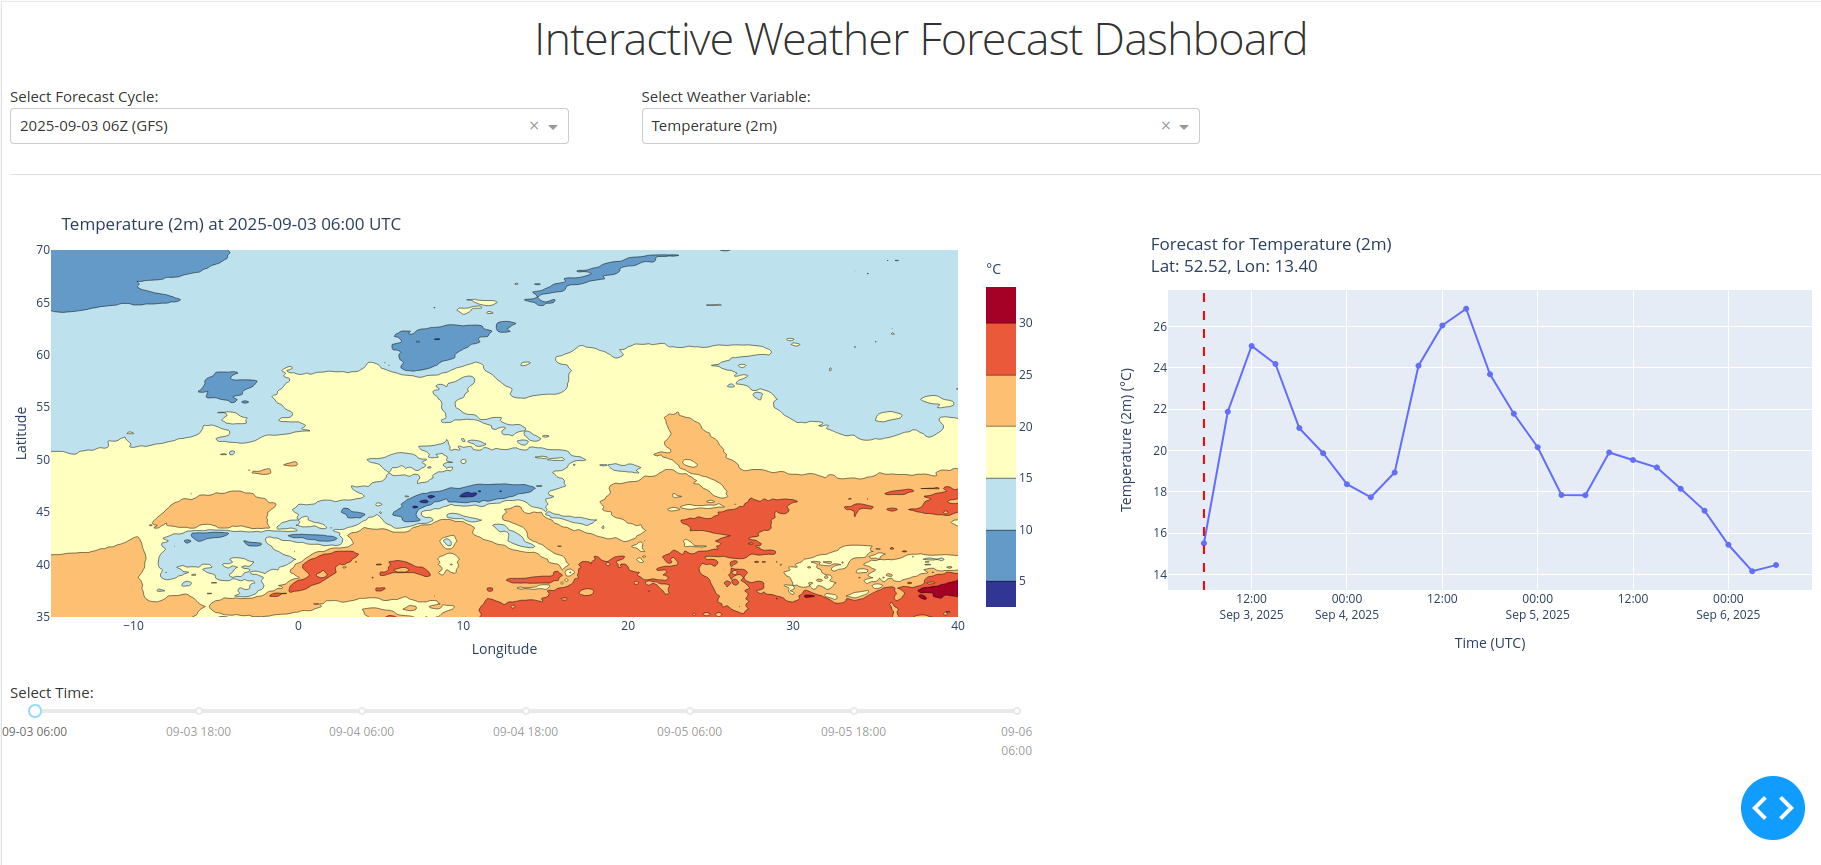 Interactive Weather Forecast Dashboard
Select Forecast Cycle:
2025-09-03 06Z (GFS)
×
Select Weather Variable:
Temperature (2m)
×
Temperature (2m) at 2025-09-03 06:00 UTC
70
65
60
55
50
45
40
35
Latitude
−10
0
10
20
30
40
Longitude
°C
30
25
20
15
10
5
Forecast for Temperature (2m)
Lat: 52.52, Lon: 13.40
26
24
22
20
18
16
14
Temperature (2m) (°C)
12:00
00:00
12:00
00:00
12:00
00:00
Sep 3, 2025
Sep 4, 2025
Sep 5, 2025
Sep 6, 2025
Time (UTC)
Select Time:
09-03 06:00
09-03 18:00
09-04 06:00
09-04 18:00
09-05 06:00
09-05 18:00
09-06
06:00